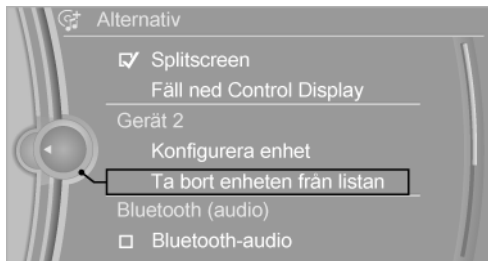 Alternativ
Splitscreen
Fäll ned Control Display
Gerät 2
Konfigurera enhet
Ta bort enheten från listan
Bluetooth (audio)
Bluetooth-audio